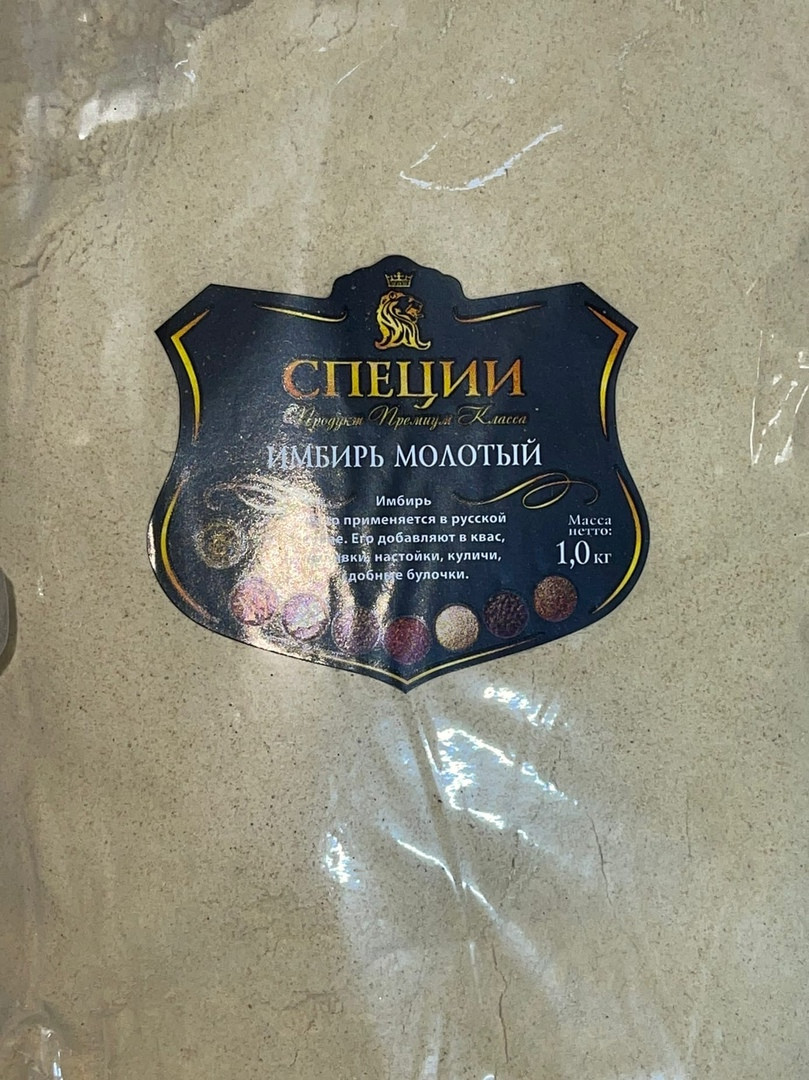 СПЕЦИИ
Продукт Премиум Класса
ИМБИРЬ МОЛОТЫЙ
Имбирь
применяется в русской
Его добавляют в квас,
настойки, куличи,
булочки.
Масса
нетто:
1,0 кг